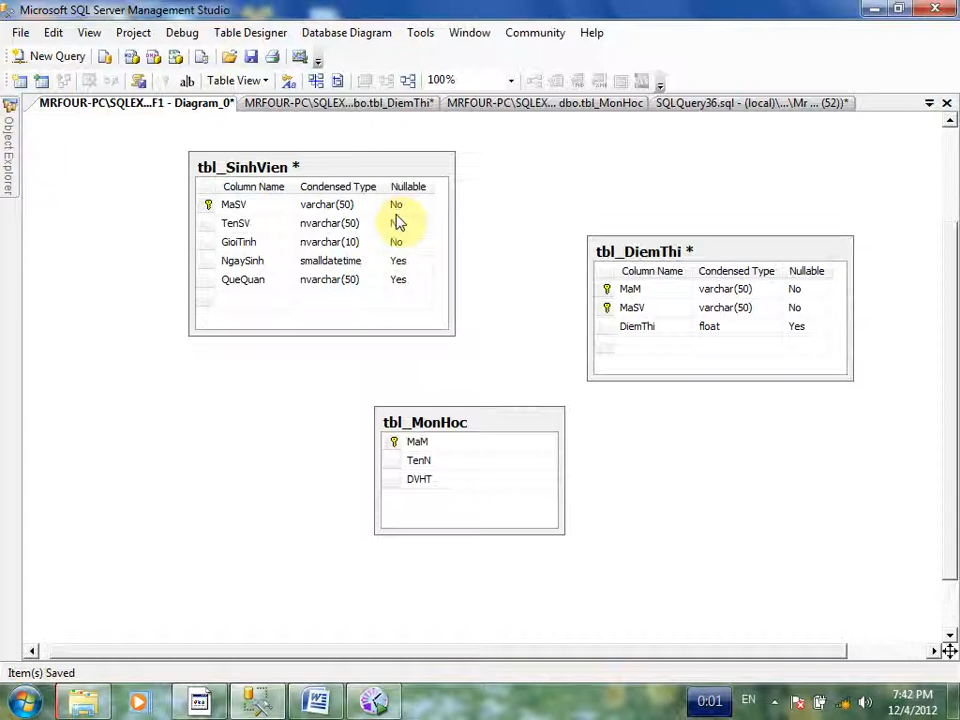 Microsoft SQL Server Management Studio
File Edit View Project Debug Table Designer Database Diagram Tools Window Community Help
New Query
Table View 100%
MRFOUR-PC\SQLEX...F1 - Diagram_0* MRFOUR-PC\SQLEX...bo.tbl_DiemThi* MRFOUR-PC\SQLEX... dbo.tbl_MonHoc SQLQuery36.sql - (local)\...\Mr ... (52))*
Object Explorer
tbl_SinhVien *
Column Name Condensed Type Nullable
MaSV varchar(50) No
TenSV nvarchar(50)
GioiTinh nvarchar(10) No
NgaySinh smalldatetime Yes
QueQuan nvarchar(50) Yes
tbl_DiemThi *
Column Name Condensed Type Nullable
MaM varchar(50) No
MaSV varchar(50) No
DiemThi float Yes
tbl_MonHoc
MaM
TenN
DVHT
Item(s) Saved
0:01 EN 7:42 PM
12/4/2012